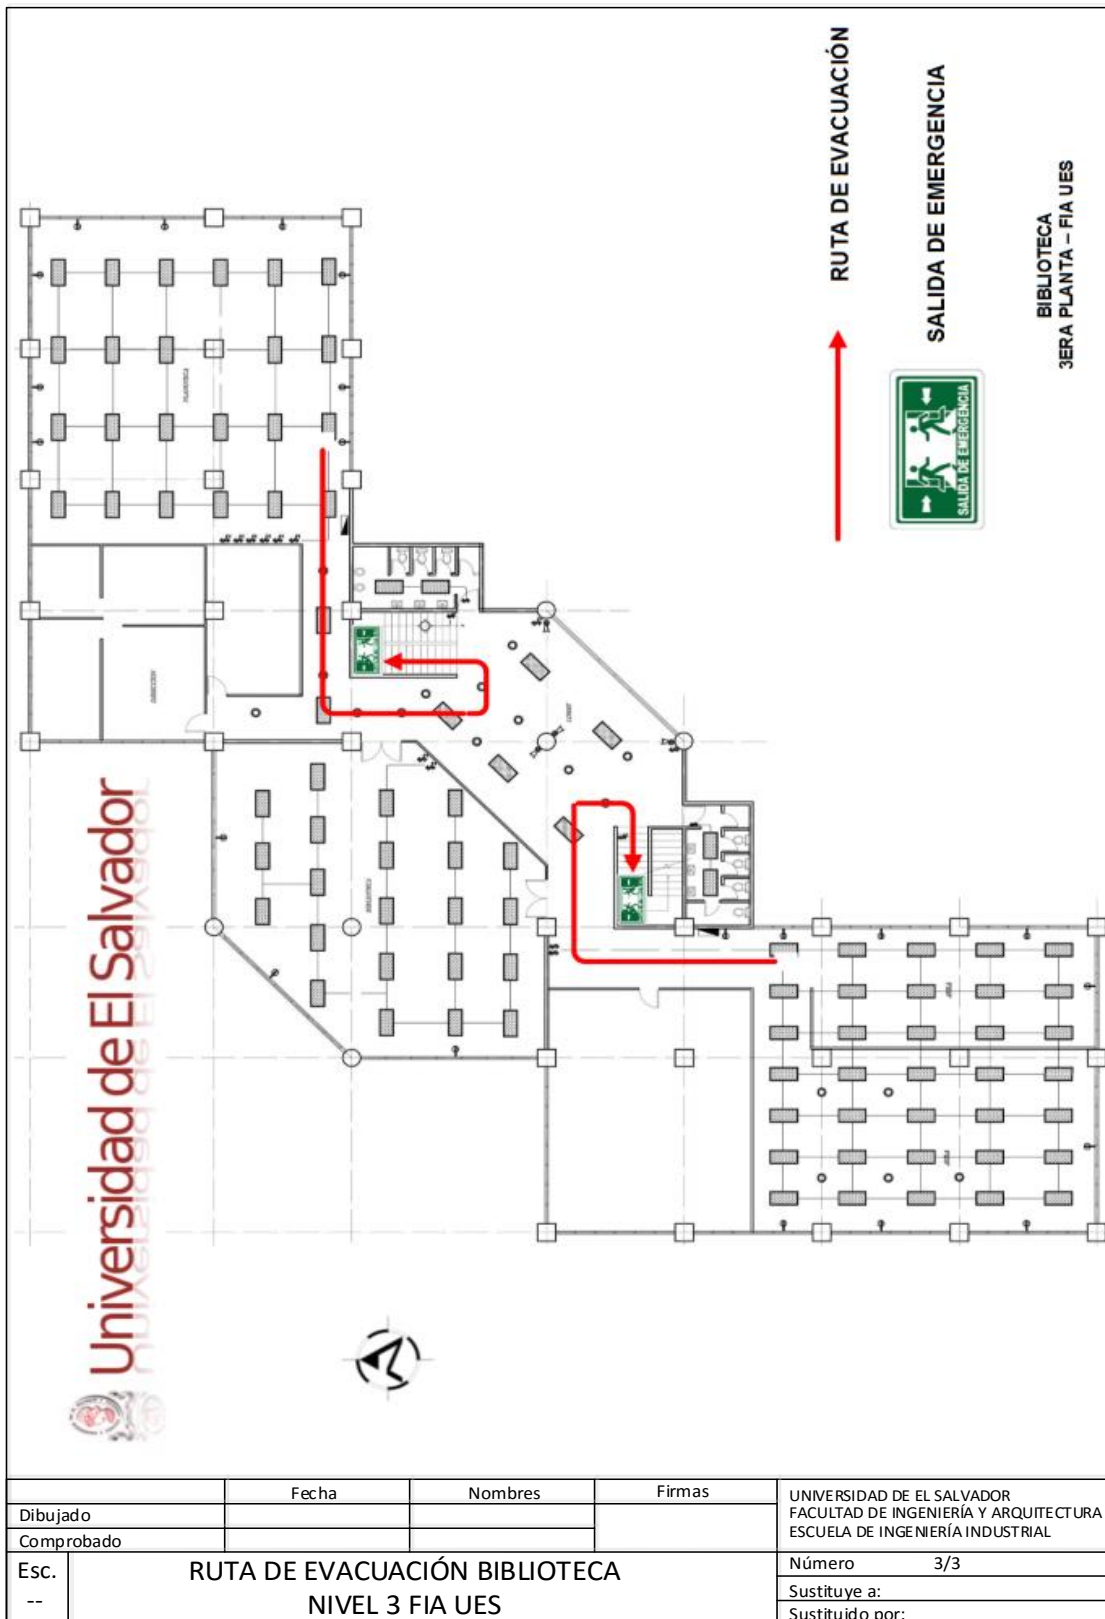 RUTA DE EVACUACIÓN
SALIDA DE EMERGENCIA
SALIDA DE EMERGENCIA
BIBLIOTECA
3ERA PLANTA – FIA UES
Universidad de El Salvador
Fecha
Nombres
Firmas
Dibujado
Comprobado
UNIVERSIDAD DE EL SALVADOR
FACULTAD DE INGENIERÍA Y ARQUITECTURA
ESCUELA DE INGENIERÍA INDUSTRIAL
Esc.
--
RUTA DE EVACUACIÓN BIBLIOTECA
NIVEL 3 FIA UES
Número 3/3
Sustituye a:
Sustituido por: